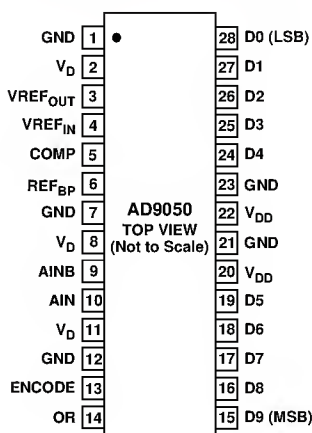 GND 1 28 D0 (LSB)
VD 2 27 D1
VREFOUT 3 26 D2
VREFIN 4 25 D3
COMP 5 24 D4
REFBP 6 23 GND
GND 7 22 VDD
VD 8 21 GND
AINB 9 20 VDD
AIN 10 19 D5
VD 11 18 D6
GND 12 17 D7
ENCODE 13 16 D8
OR 14 15 D9 (MSB)
AD9050
TOP VIEW
(Not to Scale)